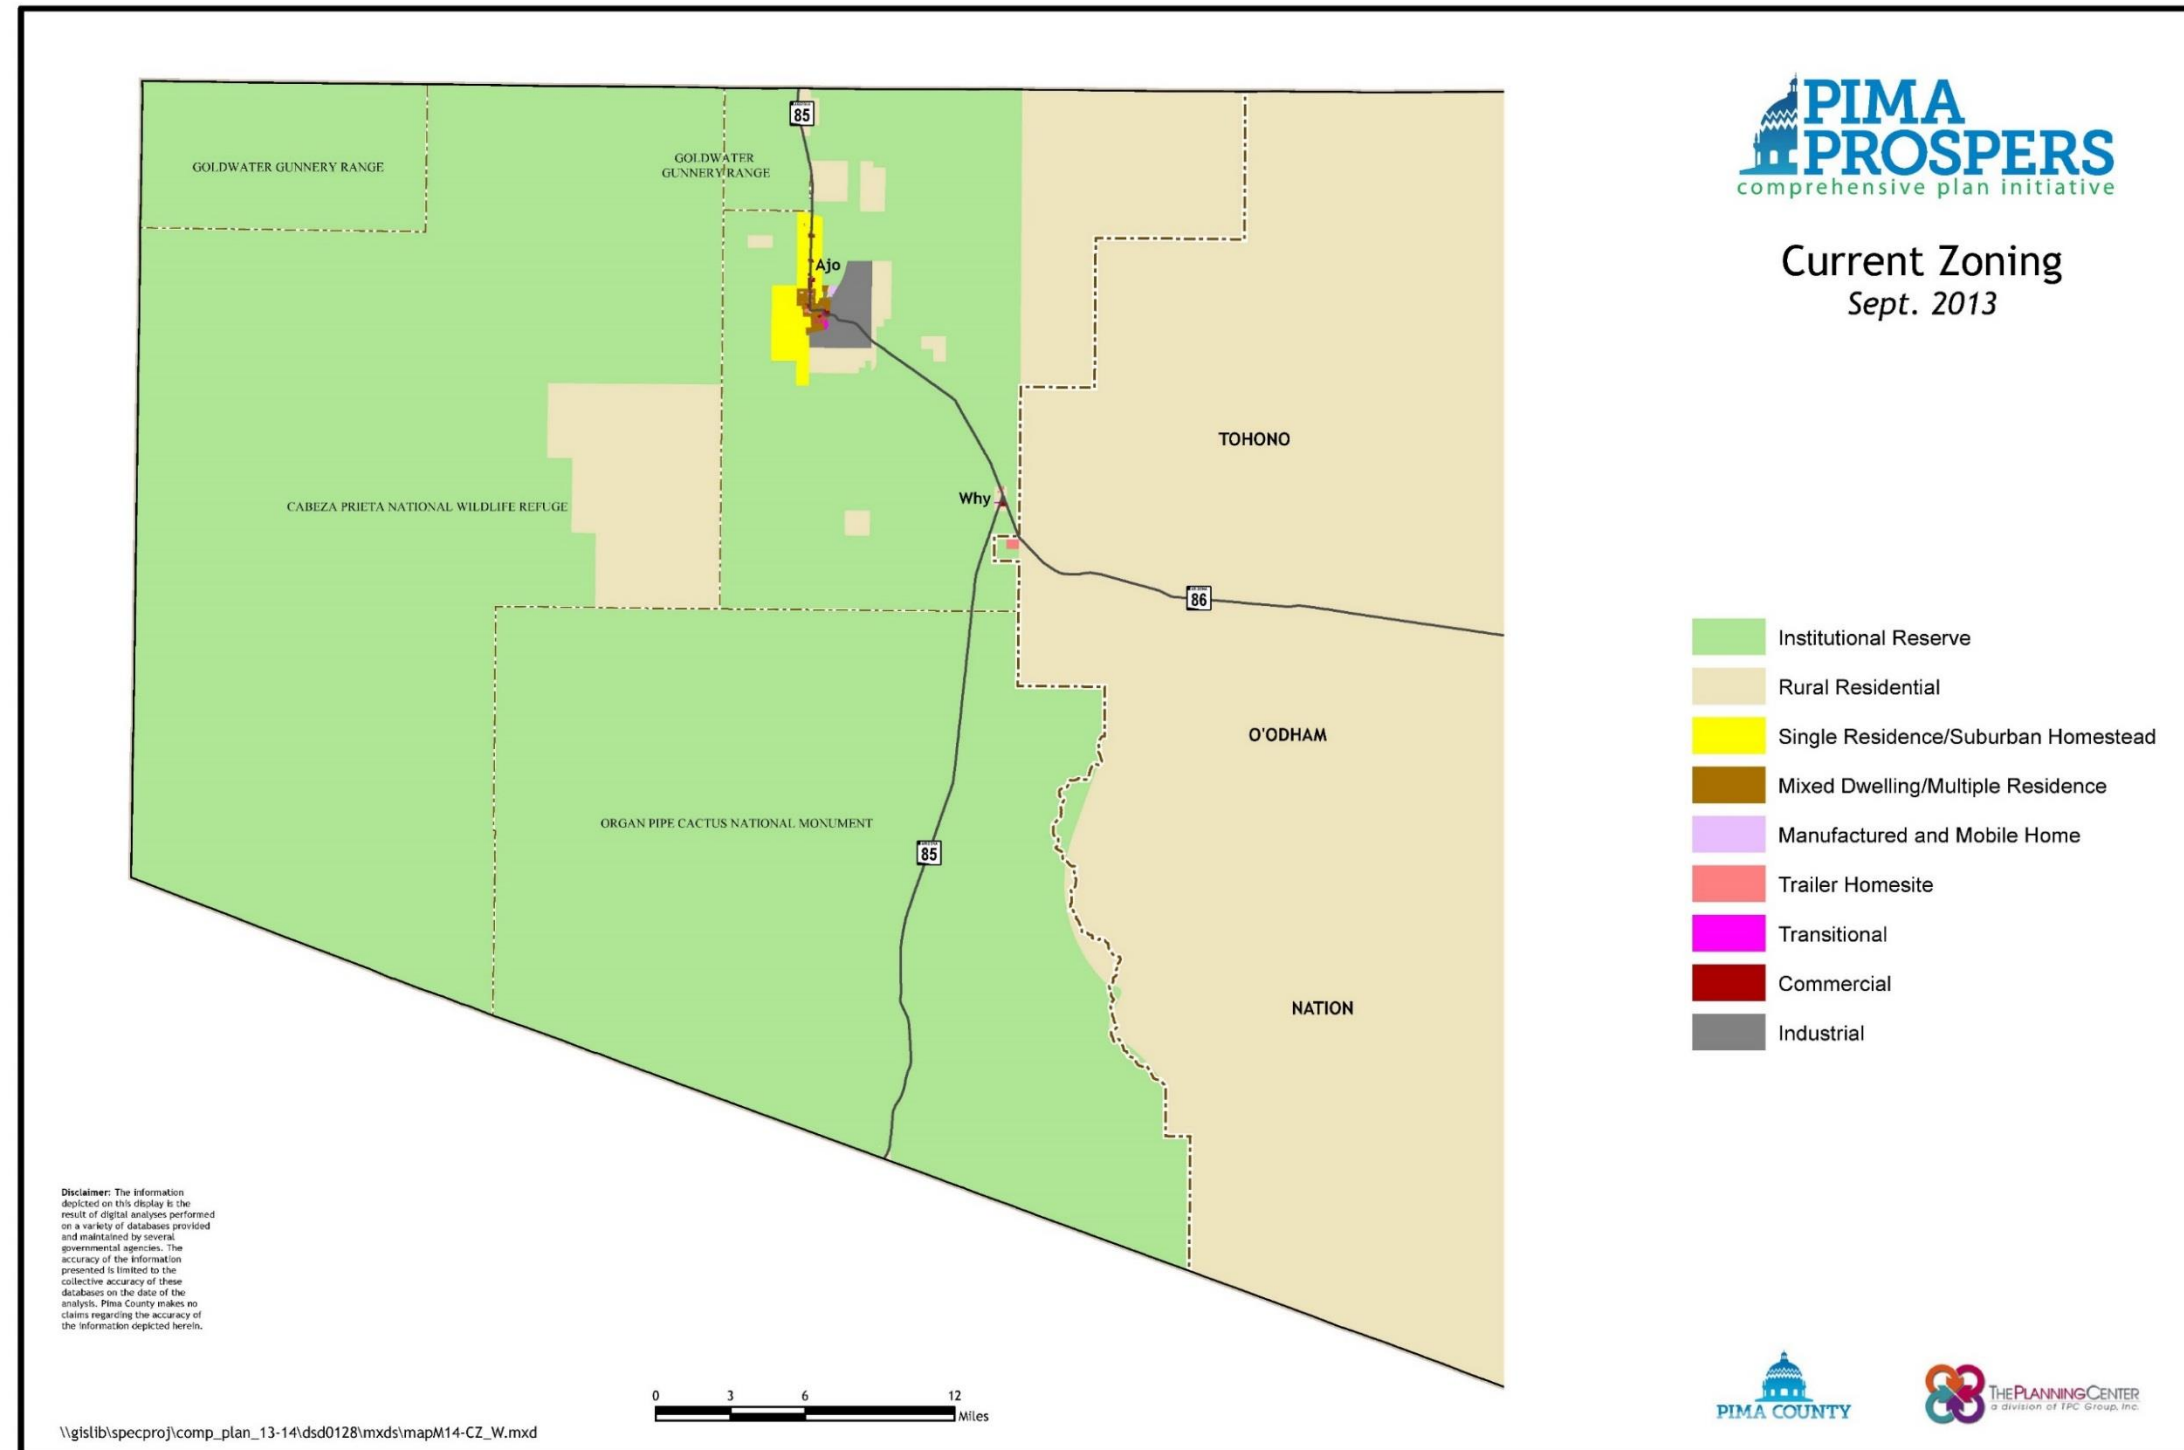 PIMA
PROSPERS
comprehensive plan initiative
Current Zoning
Sept. 2013
85
GOLDWATER GUNNERY RANGE
GOLDWATER
GUNNERY RANGE
Ajo
TOHONO
Why
CABEZA PRIETA NATIONAL WILDLIFE REFUGE
86
O'ODHAM
ORGAN PIPE CACTUS NATIONAL MONUMENT
85
NATION
Institutional Reserve
Rural Residential
Single Residence/Suburban Homestead
Mixed Dwelling/Multiple Residence
Manufactured and Mobile Home
Trailer Homesite
Transitional
Commercial
Industrial
Disclaimer: The information
depicted on this display is the
result of digital analyses performed
on a variety of databases provided
and maintained by several
governmental agencies. The
accuracy of the information
presented is limited to the
collective accuracy of these
databases on the date of the
analysis. Pima County makes no
claims regarding the accuracy of
the information depicted herein.
0 3 6 12
Miles
\\gislib\specproj\comp_plan_13-14\dsd0128\mxds\mapM14-CZ_W.mxd
PIMA COUNTY
THE PLANNING CENTER
a division of TPC Group, Inc.